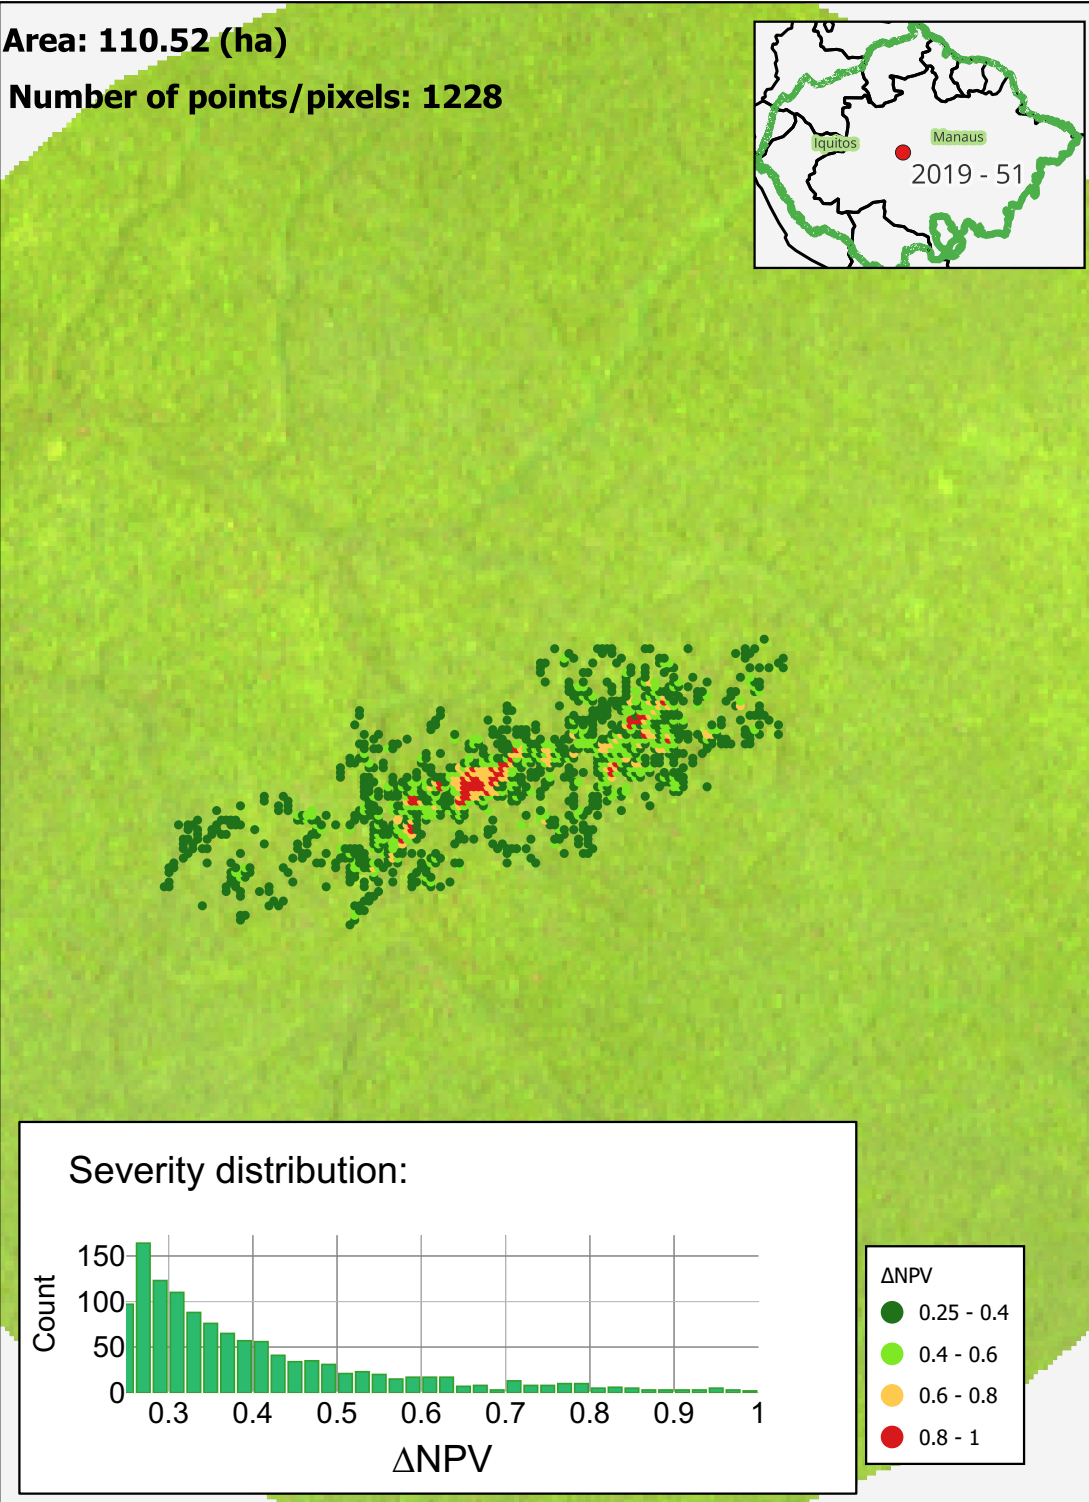 Area: 110.52 (ha)
Number of points/pixels: 1228
Iquitos
Manaus
2019 - 51
Severity distribution:
Count
150
100
50
0
0.3 0.4 0.5 0.6 0.7 0.8 0.9 1
ΔNPV
ΔNPV
0.25 - 0.4
0.4 - 0.6
0.6 - 0.8
0.8 - 1